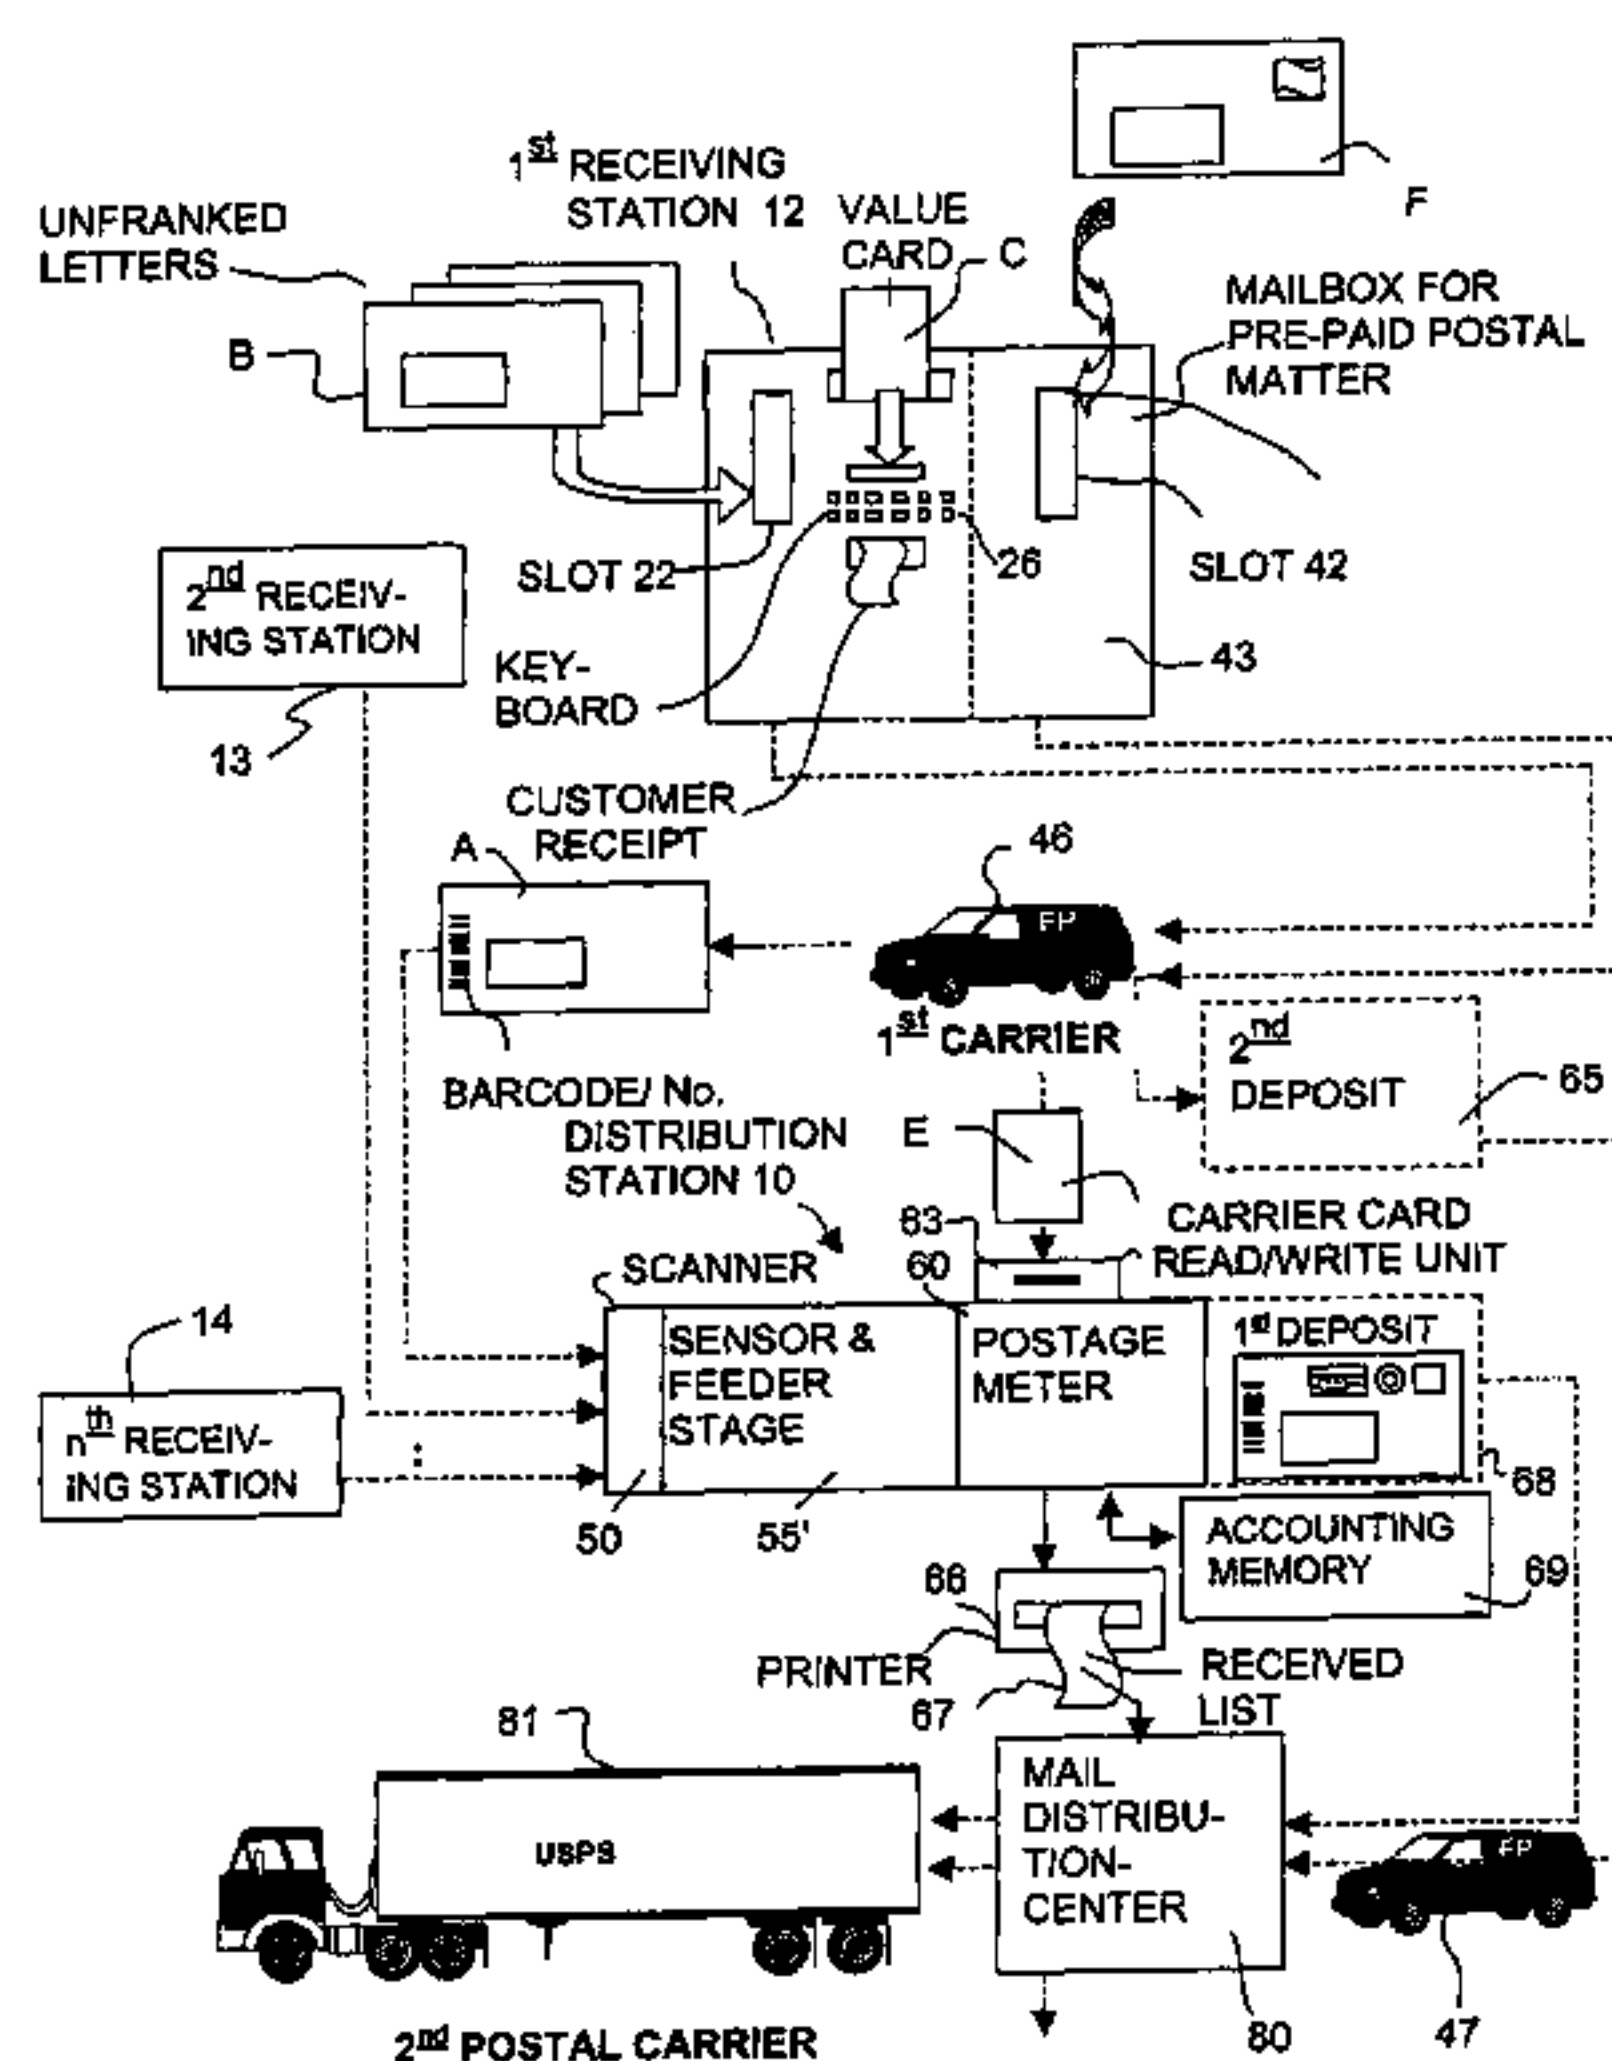 1st RECEIVING
STATION 12
VALUE
CARD
C
F
UNFRANKED
LETTERS
B
MAILBOX FOR
PRE-PAID POSTAL
MATTER
SLOT 22
26
SLOT 42
2nd RECEIV-
ING STATION
13
KEY-
BOARD
43
CUSTOMER
RECEIPT
A
46
FP
1st CARRIER
2nd
DEPOSIT
65
BARCODE/ No.
DISTRIBUTION
STATION 10
E
CARRIER CARD
READ/WRITE UNIT
63
60
SCANNER
SENSOR &
FEEDER
STAGE
POSTAGE
METER
1st DEPOSIT
14
nth RECEIV-
ING STATION
:
50
55'
68
ACCOUNTING
MEMORY
69
66
PRINTER
67
RECEIVED
LIST
81
USPS
MAIL
DISTRIBU-
TION-
CENTER
FP
80
47
2nd POSTAL CARRIER